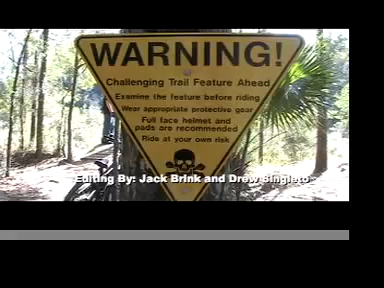 WARNING!
Challenging Trail Feature Ahead
Examine the feature before riding
Wear appropriate protective gear
Full face helmet and
pads are recommended
Ride at your own risk
Editing By: Jack Brink and Drew Singleto